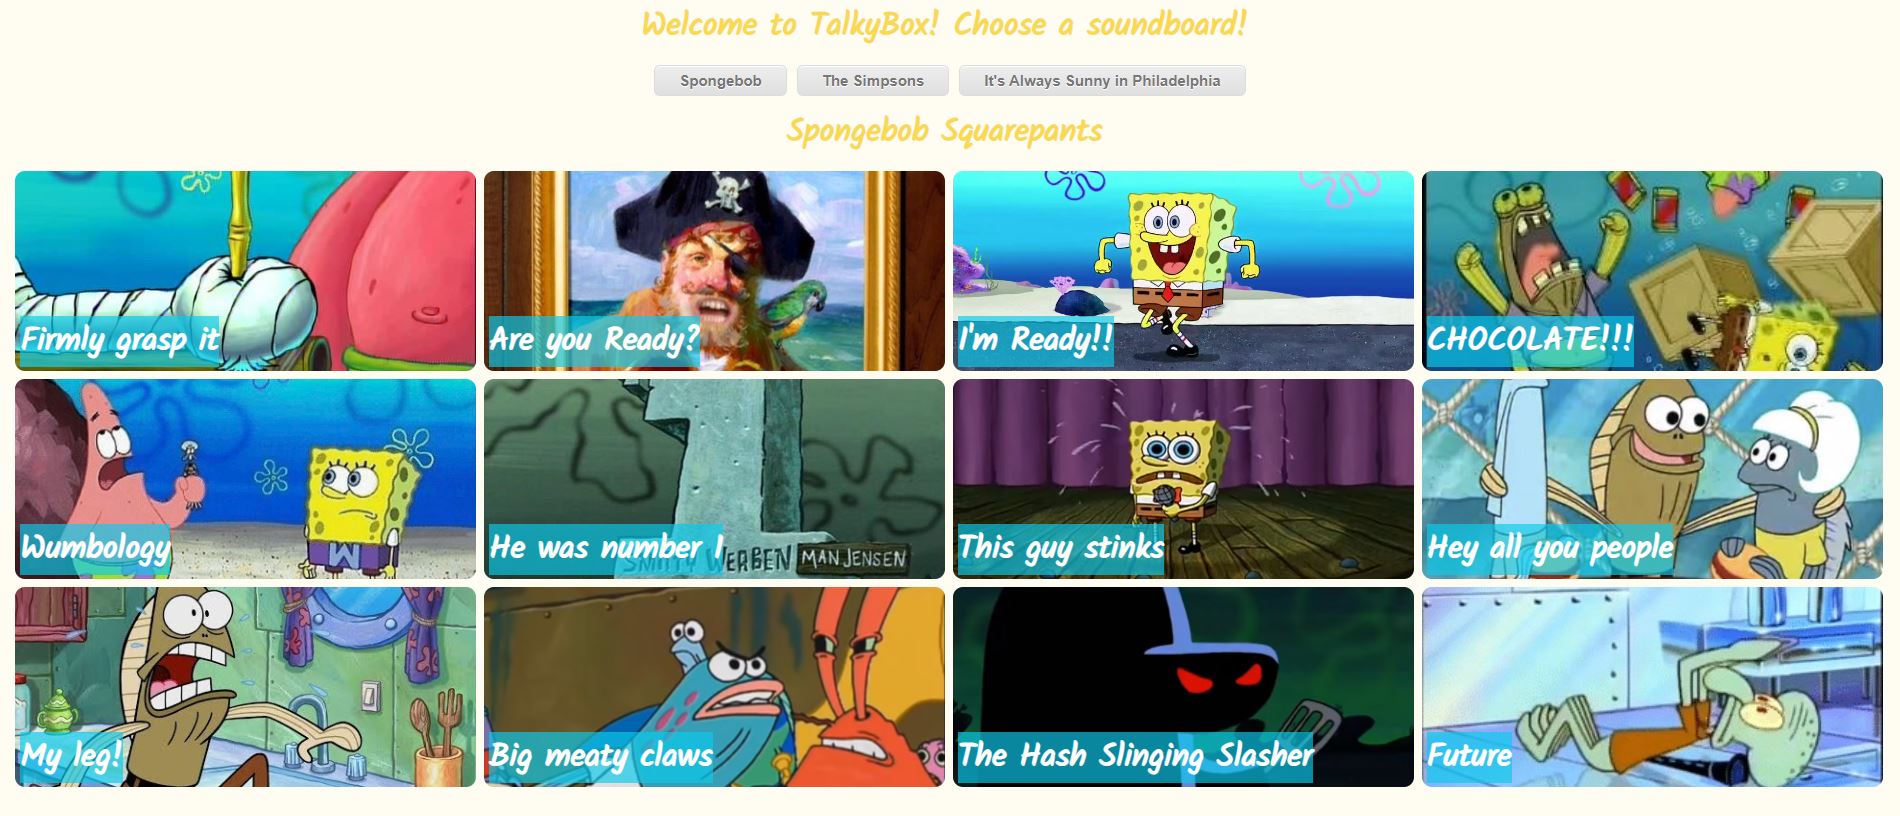 Welcome to TalkyBox! Choose a soundboard!
Spongebob
The Simpsons
It's Always Sunny in Philadelphia
Spongebob Squarepants
Firmly grasp it
Are you Ready?
I'm Ready!!
CHOCOLATE!!!
Wumbology
W
He was number 1
SMITTY WERBEN MAN JENSEN
This guy stinks
Hey all you people
My leg!
Big meaty claws
The Hash Slinging Slasher
Future